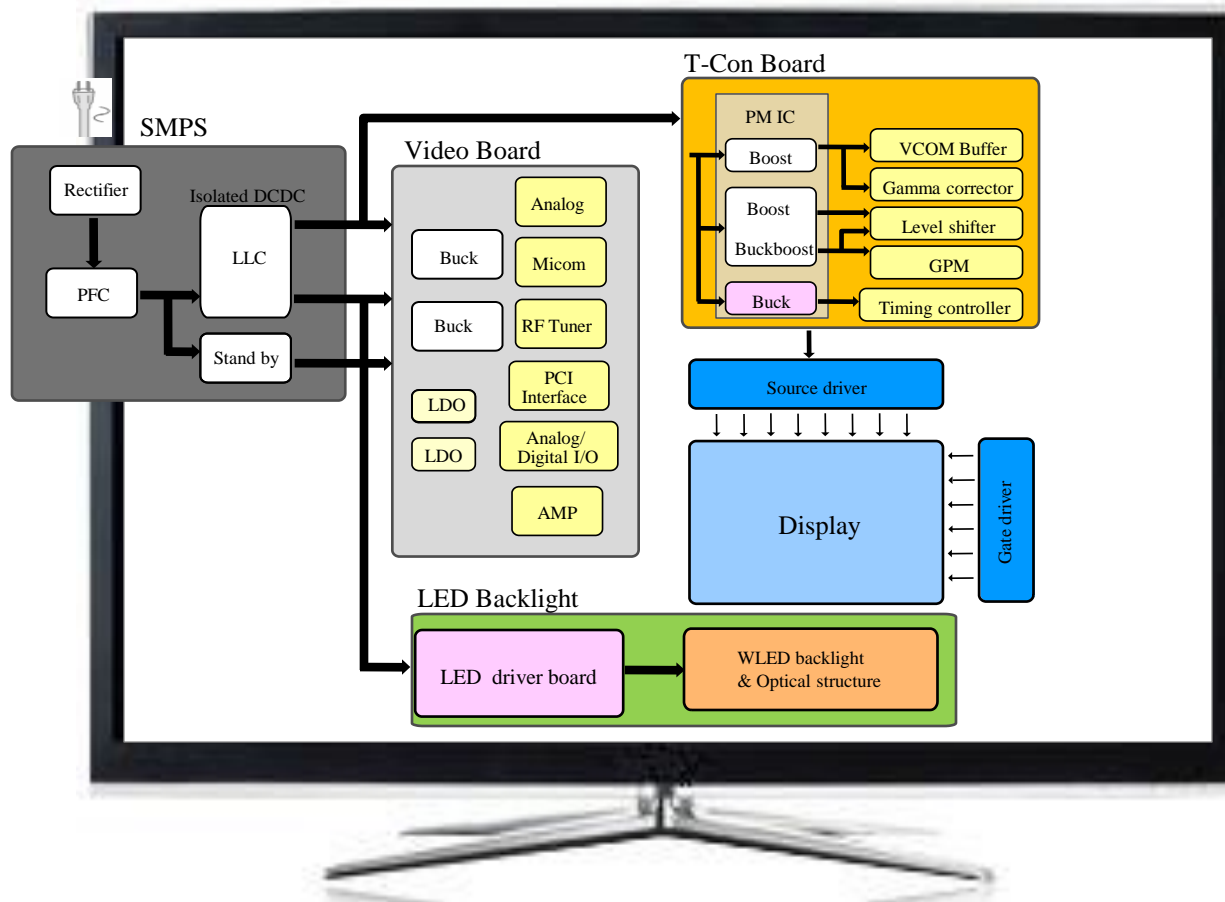 T-Con Board
SMPS
PM IC
Video Board
Boost
VCOM Buffer
Rectifier
Isolated DCDC
Gamma corrector
Analog
Boost
Level shifter
LLC
Buck
Micom
Buckboost
GPM
PFC
Buck
Timing controller
Buck
RF Tuner
Stand by
PCI
Interface
Source driver
LDO
Analog/
Digital I/O
LDO
AMP
Display
Gate driver
LED Backlight
LED driver board
WLED backlight
& Optical structure